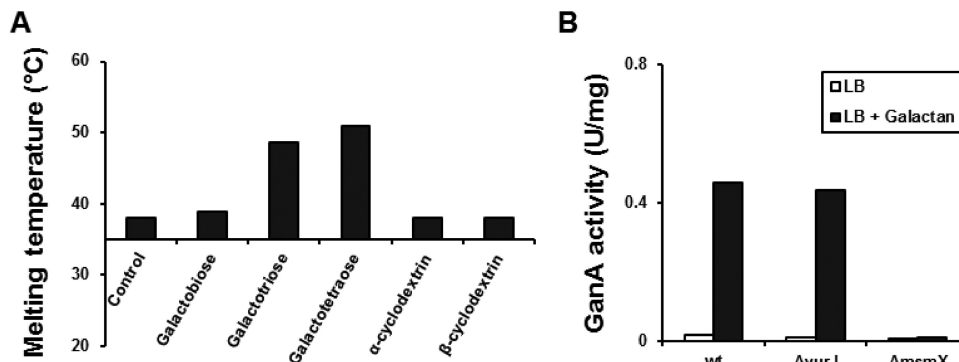 A
Melting temperature (°C)
60
50
40
30
20
Control
Galactobiose
Galactotriose
Galactotetraose
α-cyclodextrin
β-cyclodextrin
B
GanA activity (U/mg)
0.8
0.4
0
LB
LB + Galactan
wt
ΔmsmX